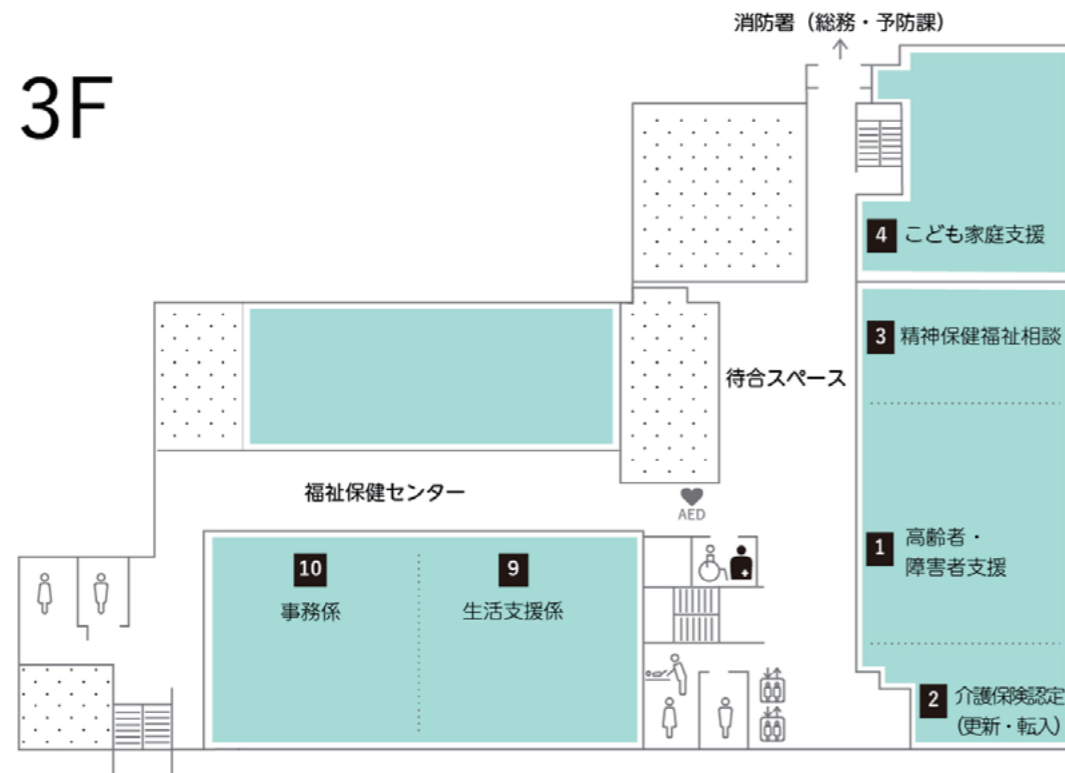 消防署（総務・予防課）
3F
4 こども家庭支援
3 精神保健福祉相談
待合スペース
福祉保健センター
AED
1 高齢者・
障害者支援
10
事務係
9
生活支援係
2 介護保険認定
(更新・転入)